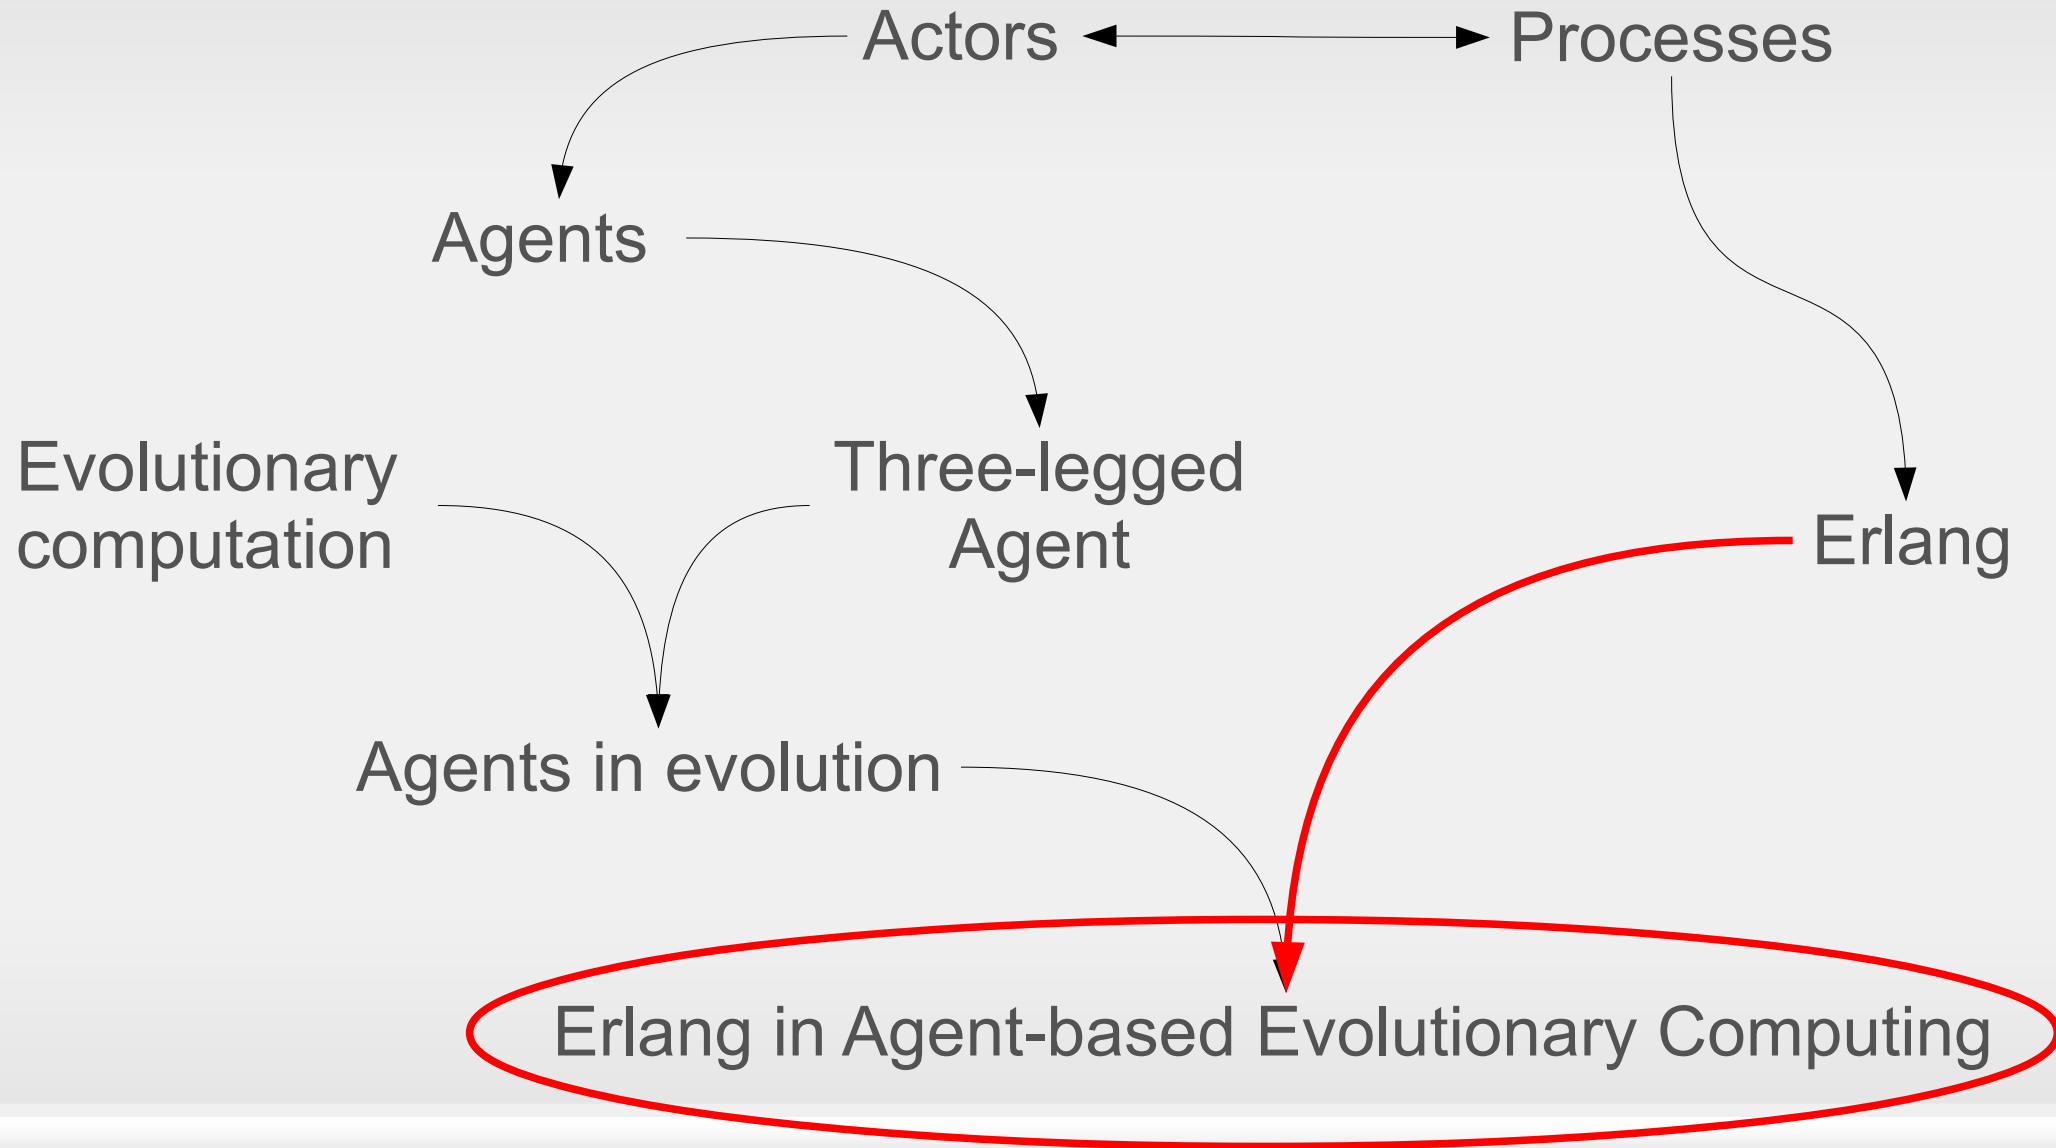 Actors
Processes
Agents
Evolutionary
computation
Three-legged
Agent
Erlang
Agents in evolution
Erlang in Agent-based Evolutionary Computing